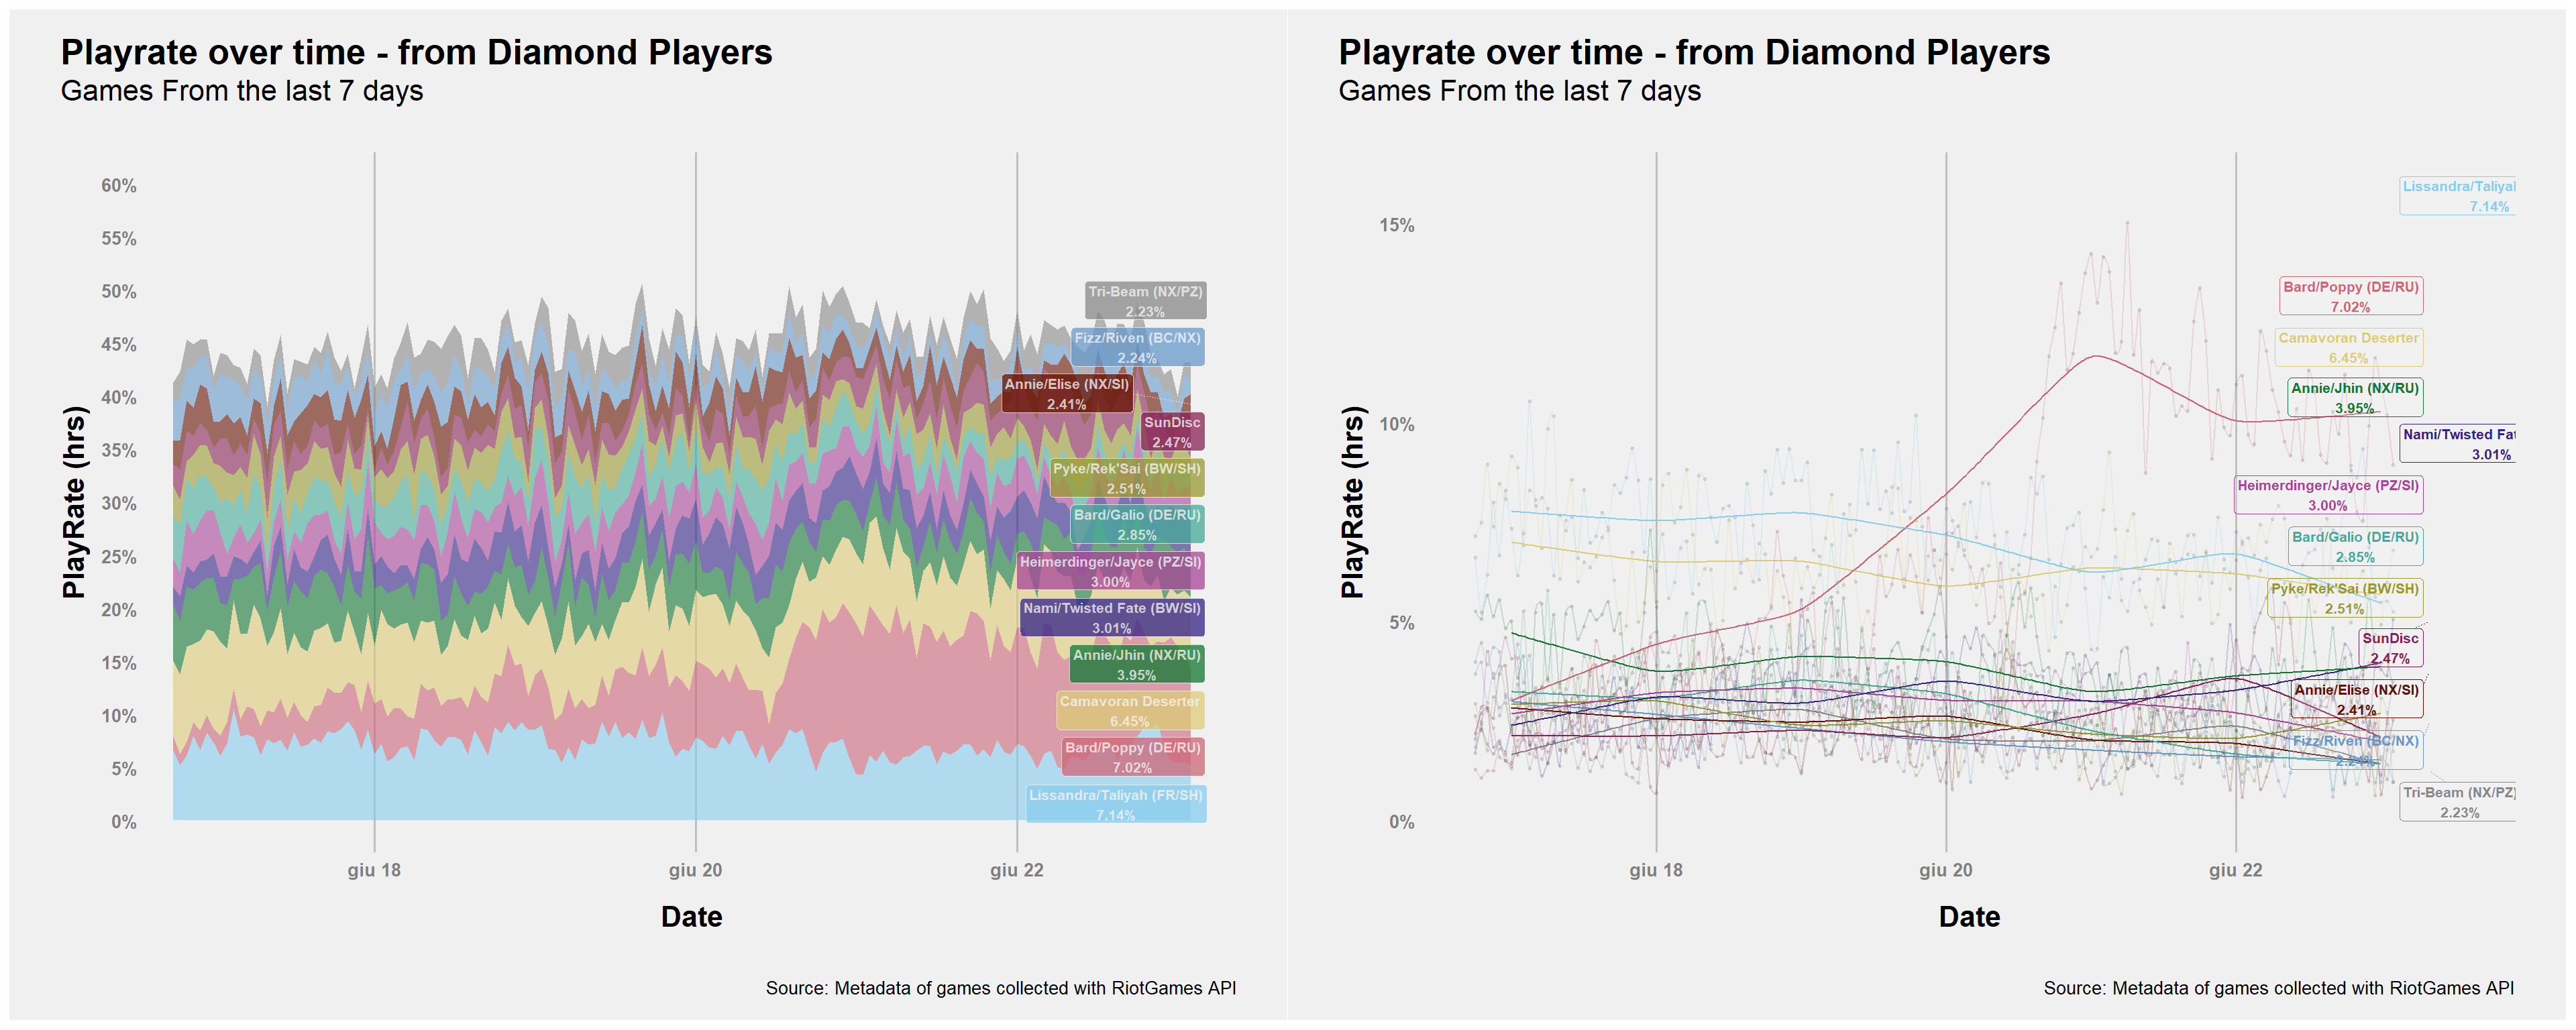 Playrate over time - from Diamond Players
Games From the last 7 days
PlayRate (hrs)
60%
55%
50%
45%
40%
35%
30%
25%
20%
15%
10%
5%
0%
Tri-Beam (NX/PZ)
2.23%
Fizz/Riven (BC/NX)
2.24%
Annie/Elise (NX/SI)
2.41%
SunDisc
2.47%
Pyke/Rek'Sai (BW/SH)
2.51%
Bard/Galio (DE/RU)
2.85%
Heimerdinger/Jayce (PZ/SI)
3.00%
Nami/Twisted Fate (BW/SI)
3.01%
Annie/Jhin (NX/RU)
3.95%
Camavoran Deserter
6.45%
Bard/Poppy (DE/RU)
7.02%
Lissandra/Taliyah (FR/SH)
7.14%
giu 18
giu 20
giu 22
Date
Source: Metadata of games collected with RiotGames API
Playrate over time - from Diamond Players
Games From the last 7 days
PlayRate (hrs)
15%
10%
5%
0%
Lissandra/Taliyal
7.14%
Bard/Poppy (DE/RU)
7.02%
Camavoran Deserter
6.45%
Annie/Jhin (NX/RU)
3.95%
Nami/Twisted Fat
3.01%
Heimerdinger/Jayce (PZ/SI)
3.00%
Bard/Galio (DE/RU)
2.85%
Pyke/Rek'Sai (BW/SH)
2.51%
SunDisc
2.47%
Annie/Elise (NX/SI)
2.41%
Fizz/Riven (BC/NX)
2.24%
Tri-Beam (NX/PZ)
2.23%
giu 18
giu 20
giu 22
Date
Source: Metadata of games collected with RiotGames API